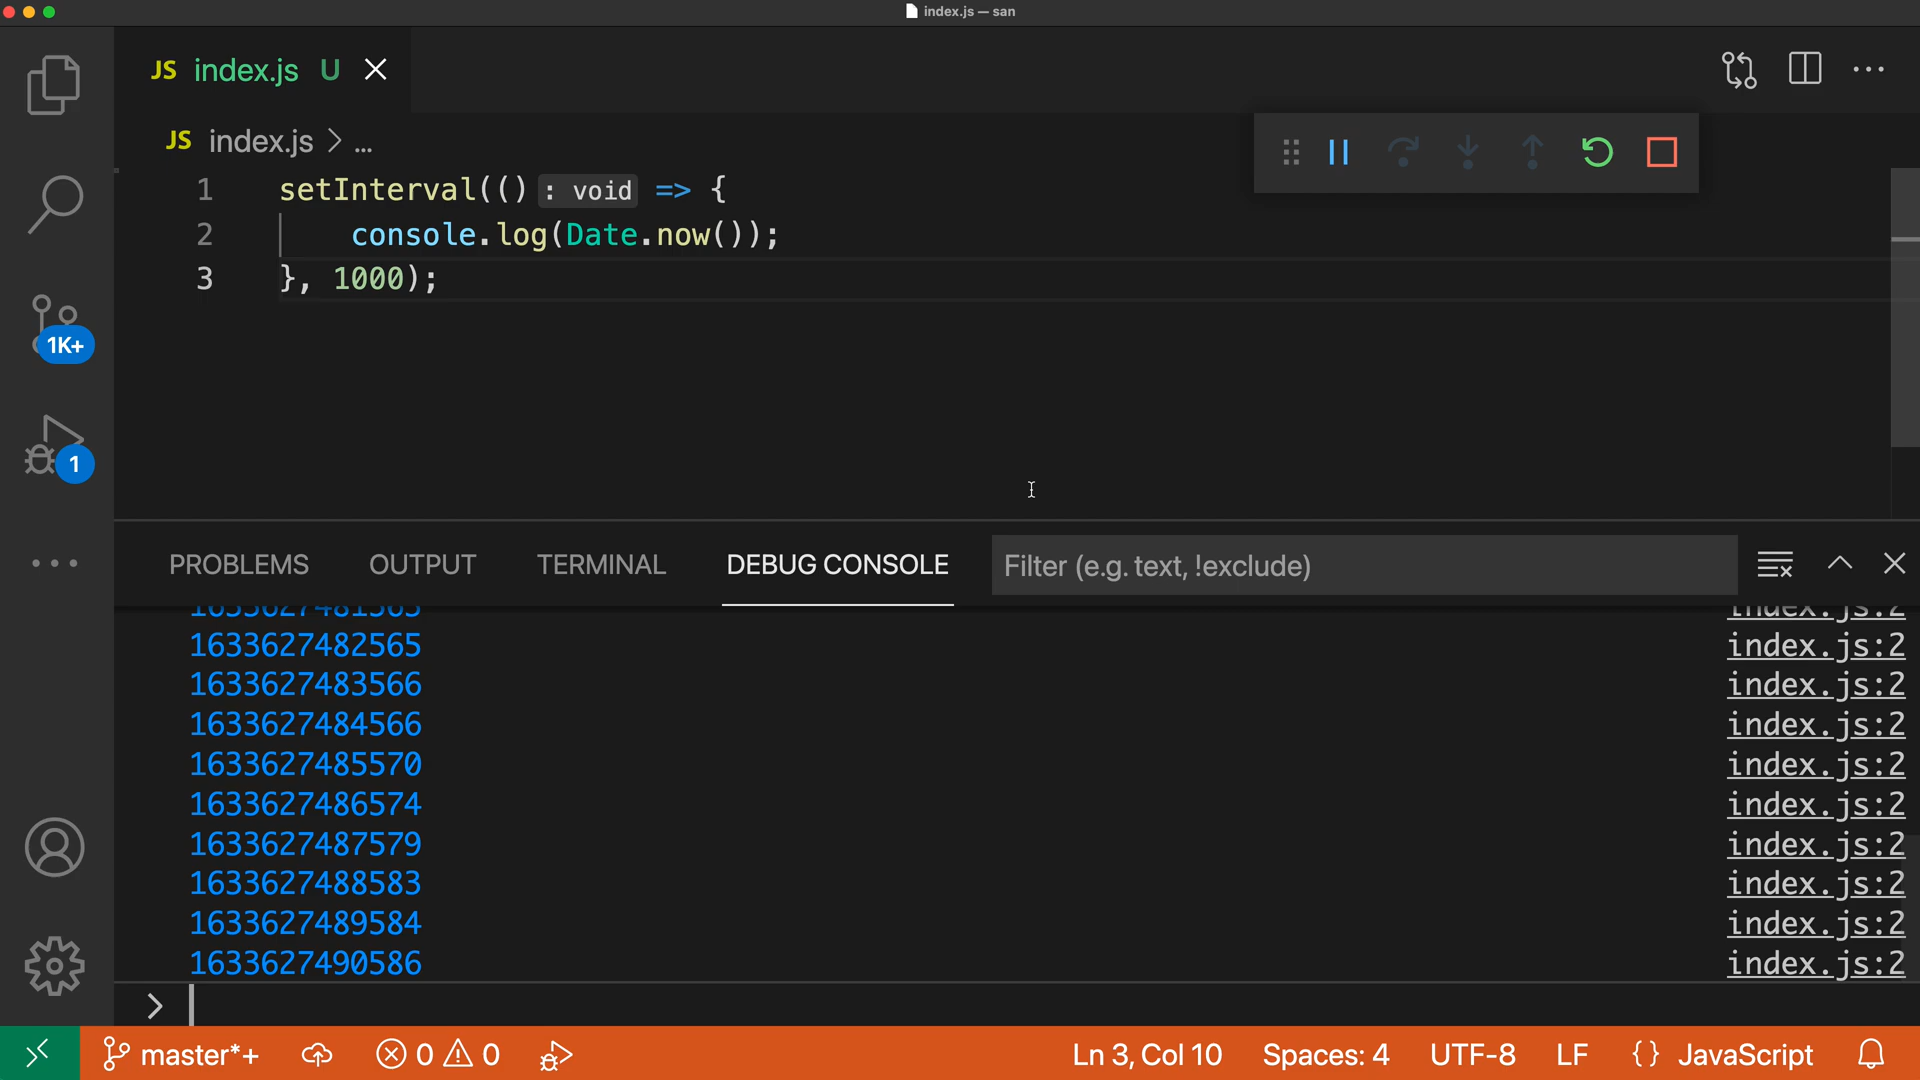 index.js — san
JS index.js U
JS index.js > ...
1 setInterval(() : void => {
2 console.log(Date.now());
3 }, 1000);
1K+
1
PROBLEMS OUTPUT TERMINAL DEBUG CONSOLE Filter (e.g. text, !exclude)
1633627481565 index.js:2
1633627482565 index.js:2
1633627483566 index.js:2
1633627484566 index.js:2
1633627485570 index.js:2
1633627486574 index.js:2
1633627487579 index.js:2
1633627488583 index.js:2
1633627489584 index.js:2
1633627490586 index.js:2
>
master*+ 0 0 Ln 3, Col 10 Spaces: 4 UTF-8 LF {} JavaScript